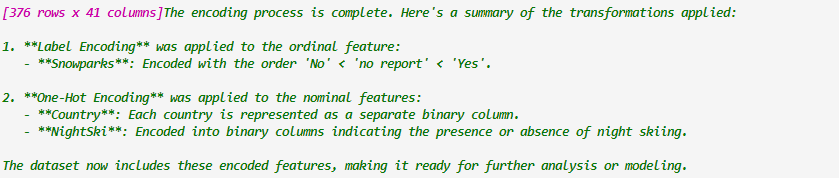 [376 rows x 41 columns]The encoding process is complete. Here's a summary of the transformations applied:
1. **Label Encoding** was applied to the ordinal feature:
- **Snowparks**: Encoded with the order 'No' < 'no report' < 'Yes'.
2. **One-Hot Encoding** was applied to the nominal features:
- **Country**: Each country is represented as a separate binary column.
- **NightSki**: Encoded into binary columns indicating the presence or absence of night skiing.
The dataset now includes these encoded features, making it ready for further analysis or modeling.